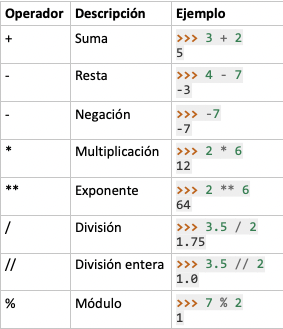 Operador Descripción Ejemplo
+ Suma >>> 3 + 2
5
- Resta >>> 4 - 7
-3
- Negación >>> -7
-7
* Multiplicación >>> 2 * 6
12
** Exponente >>> 2 ** 6
64
/ División >>> 3.5 / 2
1.75
// División entera >>> 3.5 // 2
1.0
% Módulo >>> 7 % 2
1